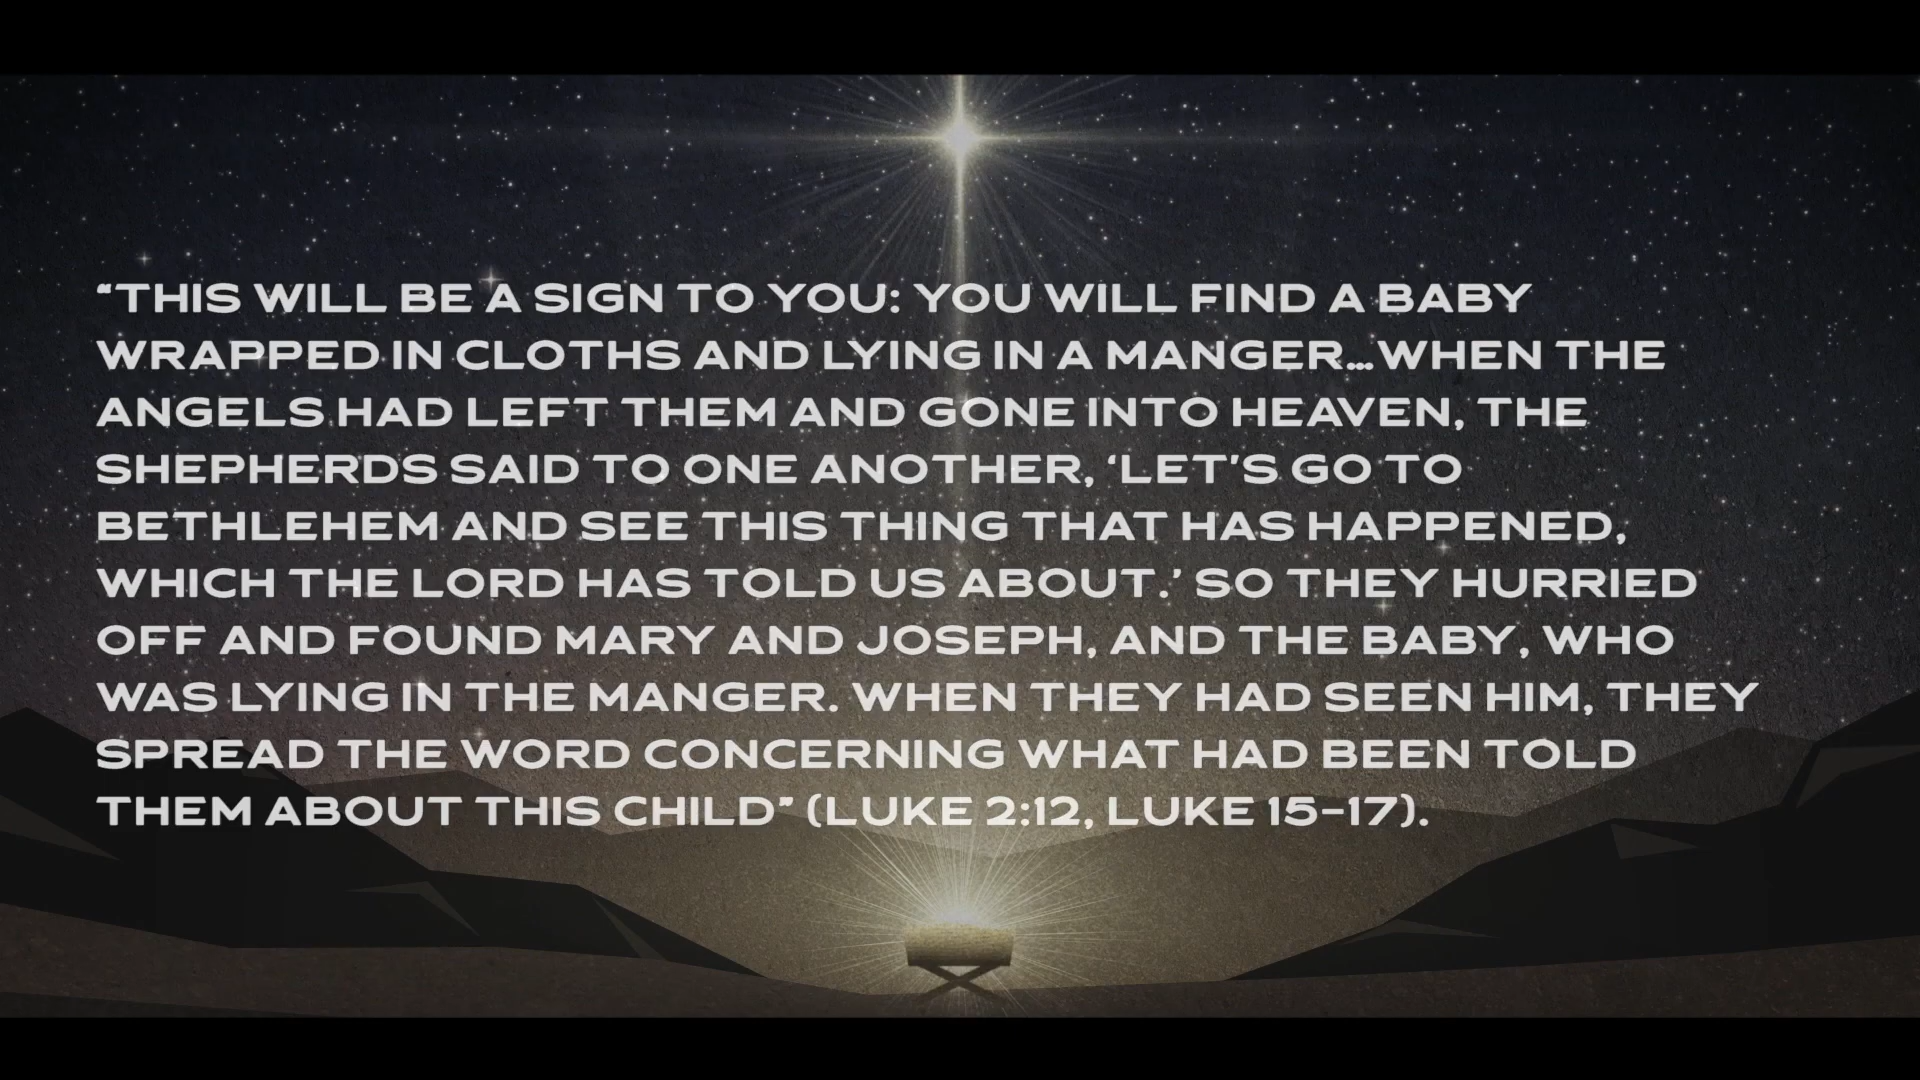 “THIS WILL BE A SIGN TO YOU: YOU WILL FIND A BABY
WRAPPED IN CLOTHS AND LYING IN A MANGER…WHEN THE
ANGELS HAD LEFT THEM AND GONE INTO HEAVEN, THE
SHEPHERDS SAID TO ONE ANOTHER, ‘LET'S GO TO
BETHLEHEM AND SEE THIS THING THAT HAS HAPPENED,
WHICH THE LORD HAS TOLD US ABOUT.’ SO THEY HURRIED
OFF AND FOUND MARY AND JOSEPH, AND THE BABY, WHO
WAS LYING IN THE MANGER. WHEN THEY HAD SEEN HIM, THEY
SPREAD THE WORD CONCERNING WHAT HAD BEEN TOLD
THEM ABOUT THIS CHILD” (LUKE 2:12, LUKE 15-17).